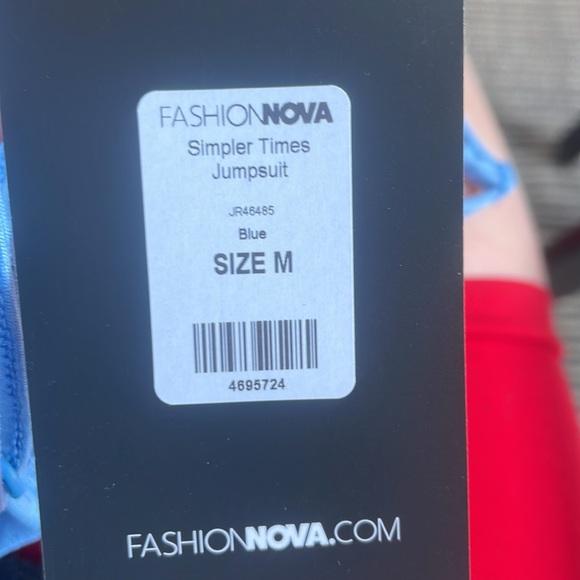 FASHIONNOVA
Simpler Times
Jumpsuit
JR46485
Blue
SIZE M
4695724
FASHIONNOVA.COM